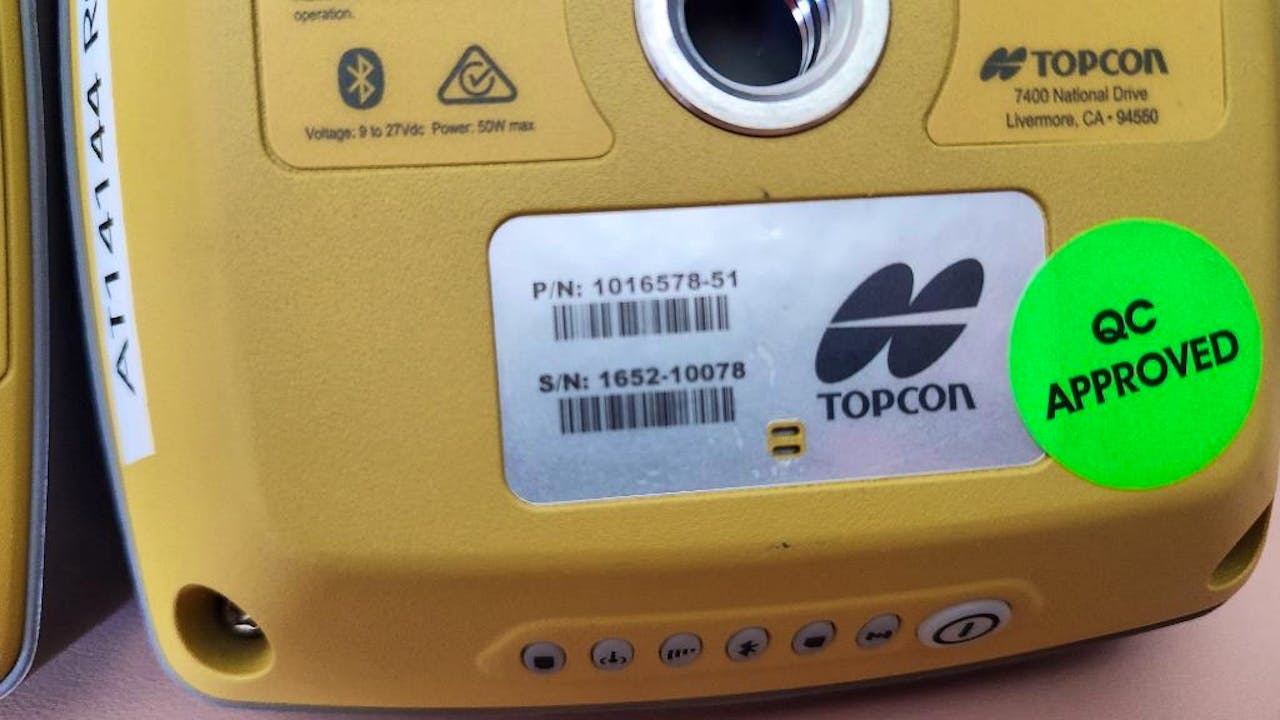 operation.
Voltage: 9 to 27Vdc Power: 50W max
TOPCON
7400 National Drive
Livermore, CA • 94550
AT14144
P/N: 1016578-51
S/N: 1652-10078
TOPCON
QC
APPROVED